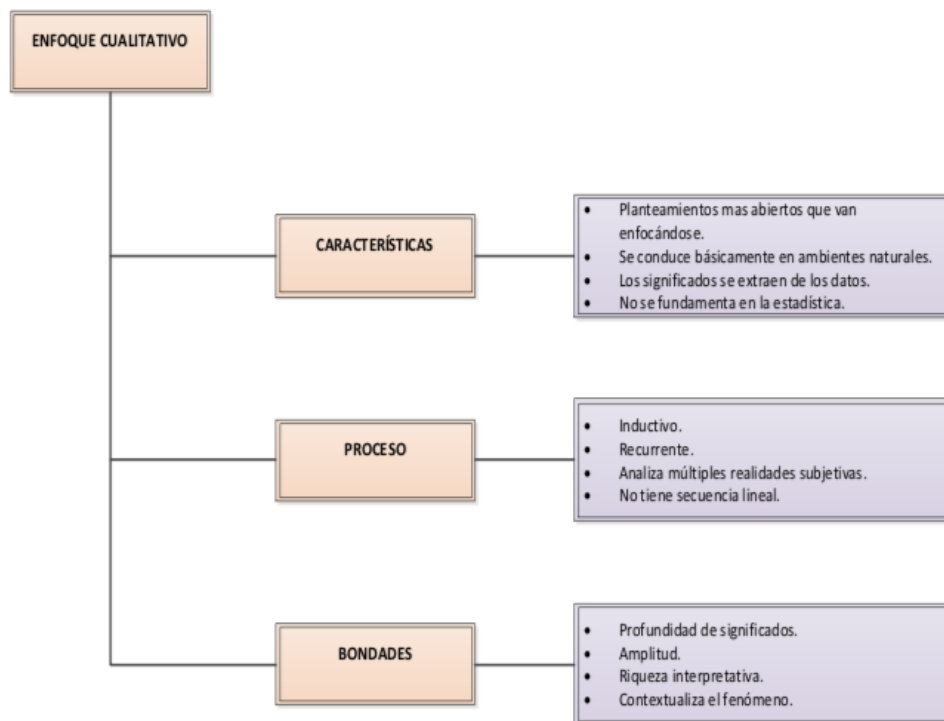 ENFOQUE CUALITATIVO
CARACTERÍSTICAS
• Planteamientos mas abiertos que van
enfocándose.
• Se conduce básicamente en ambientes naturales.
• Los significados se extraen de los datos.
• No se fundamenta en la estadística.
PROCESO
• Inductivo.
• Recurrente.
• Analiza múltiples realidades subjetivas.
• No tiene secuencia lineal.
BONDADES
• Profundidad de significados.
• Amplitud.
• Riqueza interpretativa.
• Contextualiza el fenómeno.